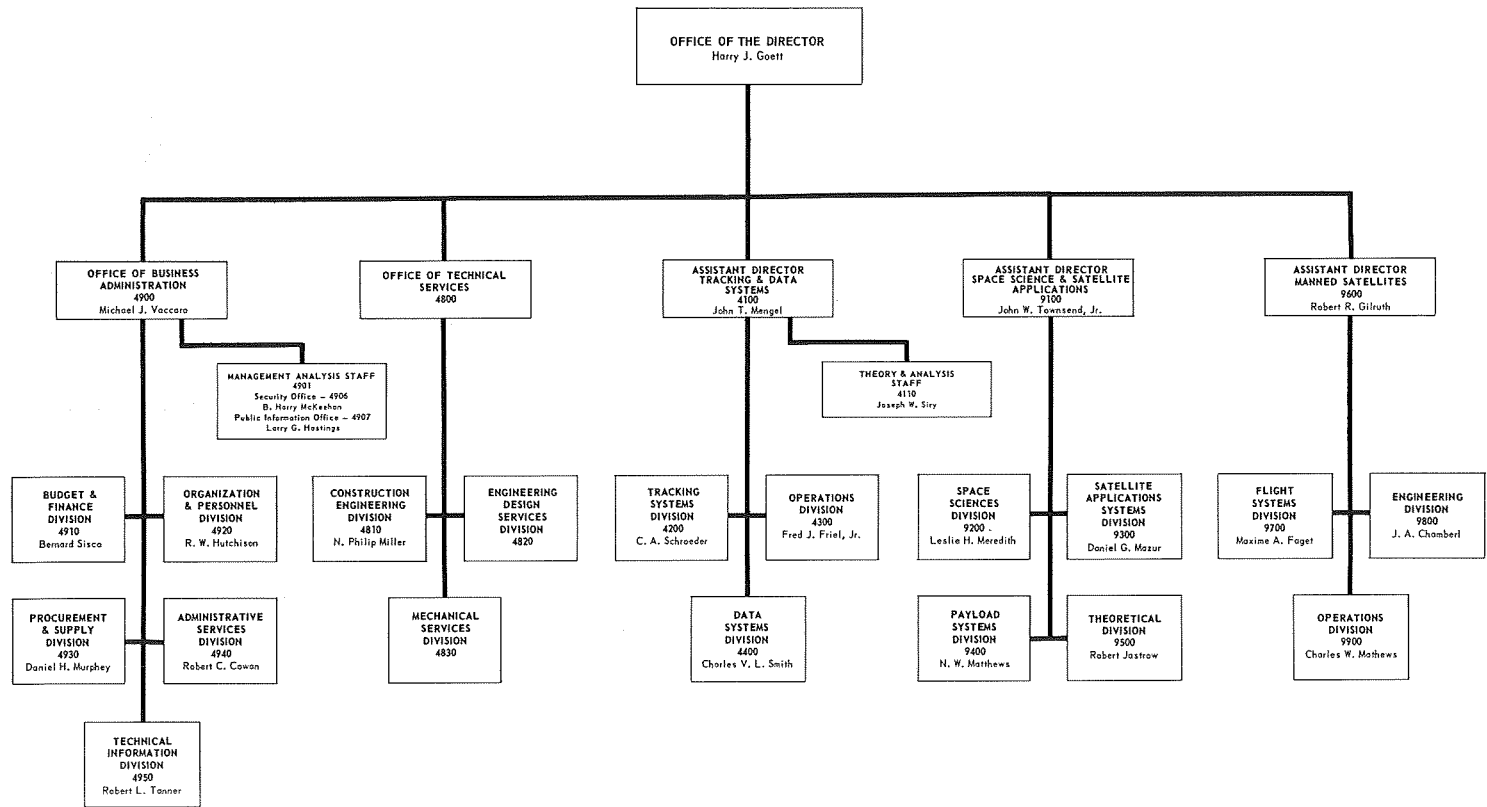 OFFICE OF THE DIRECTOR
Harry J. Goett
OFFICE OF BUSINESS
ADMINISTRATION
4900
Michael J. Vaccaro
OFFICE OF TECHNICAL
SERVICES
4800
ASSISTANT DIRECTOR
TRACKING & DATA
SYSTEMS
4100
John T. Mengel
ASSISTANT DIRECTOR
SPACE SCIENCE & SATELLITE
APPLICATIONS
9100
John W. Townsend, Jr.
ASSISTANT DIRECTOR
MANNED SATELLITES
9600
Robert R. Gilruth
MANAGEMENT ANALYSIS STAFF
4901
Security Office – 4906
B. Harry McKeehan
Public Information Office – 4907
Larry G. Hastings
THEORY & ANALYSIS
STAFF
4110
Joseph W. Siry
BUDGET &
FINANCE
DIVISION
4910
Bernard Sisco
ORGANIZATION
& PERSONNEL
DIVISION
4920
R. W. Hutchison
CONSTRUCTION
ENGINEERING
DIVISION
4810
N. Philip Miller
ENGINEERING
DESIGN
SERVICES
DIVISION
4820
TRACKING
SYSTEMS
DIVISION
4200
C. A. Schroeder
OPERATIONS
DIVISION
4300
Fred J. Friel, Jr.
SPACE
SCIENCES
DIVISION
9200
Leslie H. Meredith
SATELLITE
APPLICATIONS
SYSTEMS
DIVISION
9300
Daniel G. Mazur
FLIGHT
SYSTEMS
DIVISION
9700
Maxime A. Faget
ENGINEERING
DIVISION
9800
J. A. Chamberl
PROCUREMENT
& SUPPLY
DIVISION
4930
Daniel H. Murphey
ADMINISTRATIVE
SERVICES
DIVISION
4940
Robert C. Cowan
MECHANICAL
SERVICES
DIVISION
4830
DATA
SYSTEMS
DIVISION
4400
Charles V. L. Smith
PAYLOAD
SYSTEMS
DIVISION
9400
N. W. Matthews
THEORETICAL
DIVISION
9500
Robert Jastrow
OPERATIONS
DIVISION
9900
Charles W. Mathews
TECHNICAL
INFORMATION
DIVISION
4950
Robert L. Tanner